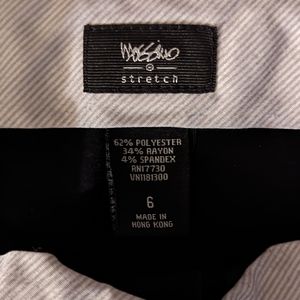 mossimo
stretch
62% POLYESTER
34% RAYON
4% SPANDEX
RN17730
VN1181300
6
MADE IN
HONG KONG